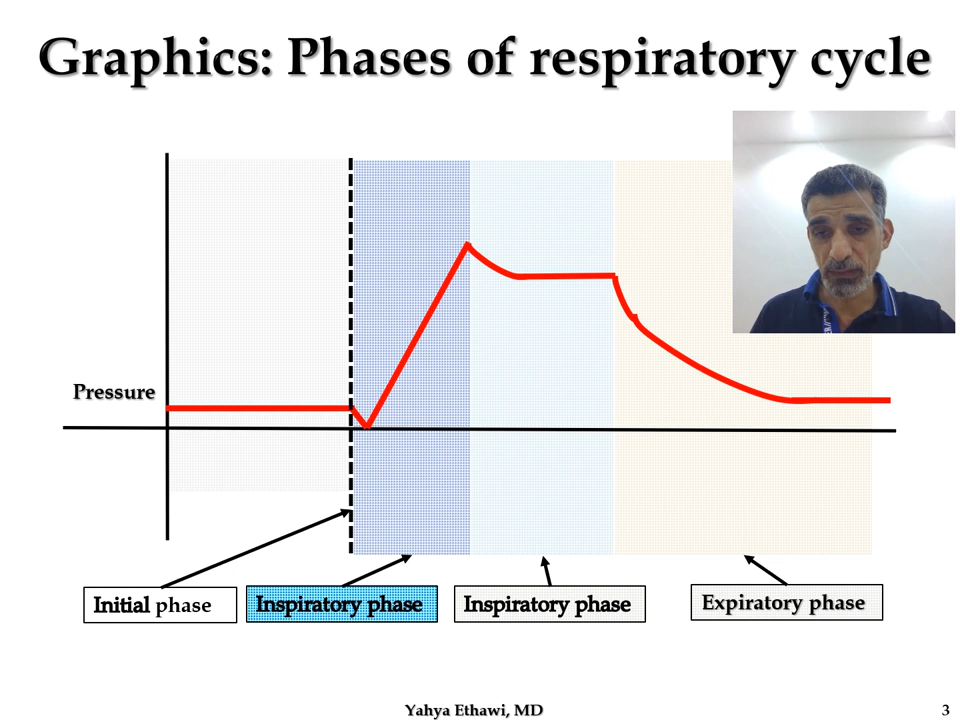 Graphics: Phases of respiratory cycle
Pressure
Initial phase
Inspiratory phase
Inspiratory phase
Expiratory phase
Yahya Ethawi, MD
3